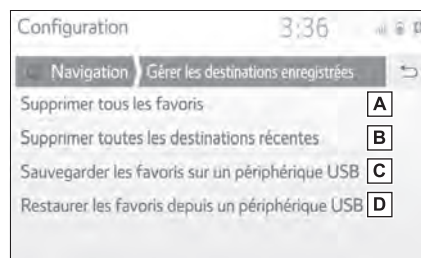 Configuration 3:36
Navigation Gérer les destinations enregistrées
Supprimer tous les favoris A
Supprimer toutes les destinations récentes B
Sauvegarder les favoris sur un périphérique USB C
Restaurer les favoris depuis un périphérique USB D